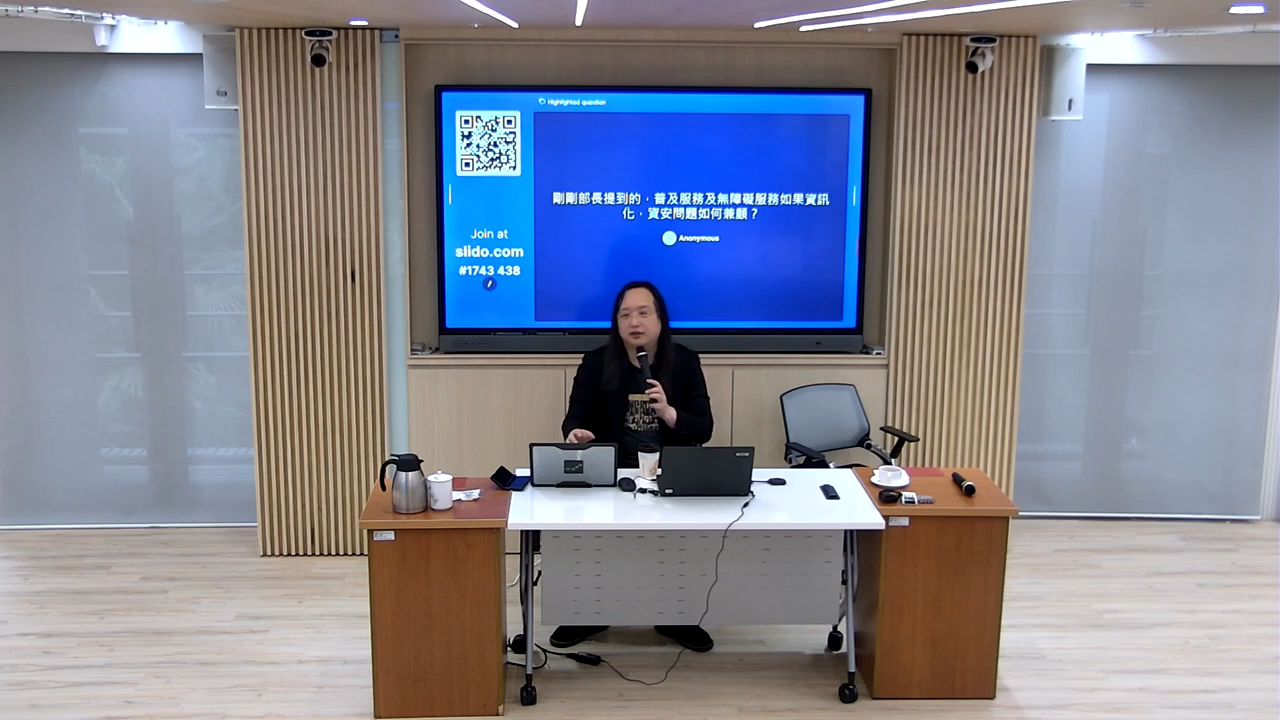 Highlighted question
剛剛部長提到的，普及服務及無障礙服務如果資訊
化，資安問題如何兼顧？
Anonymous
Join at
slido.com
#1743 438